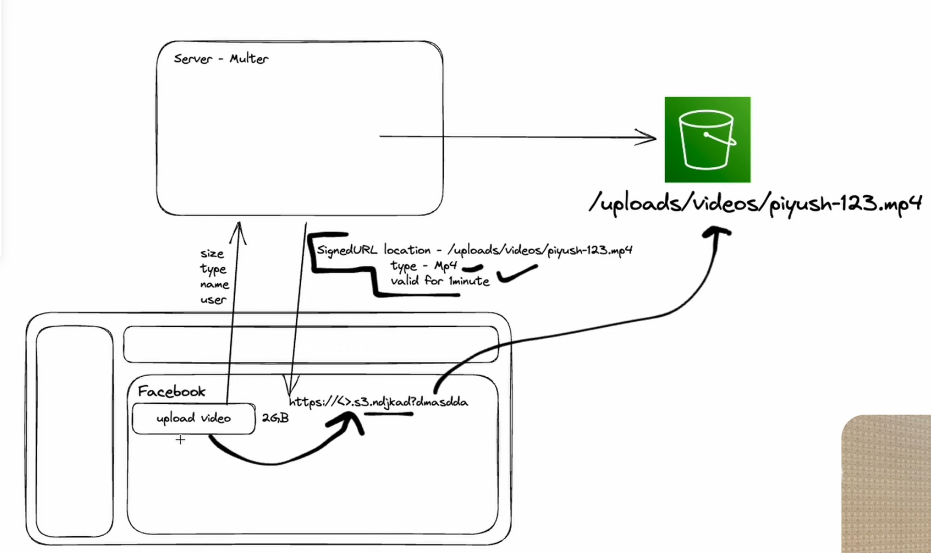 Server - Multer
/uploads/videos/piyush-123.mp4
SignedURL location - /uploads/videos/piyush-123.mp4
type - Mp4
valid for 1minute
size
type
name
user
Facebook
https://<>.s3.ndjkad?dmasdda
upload video
2GB